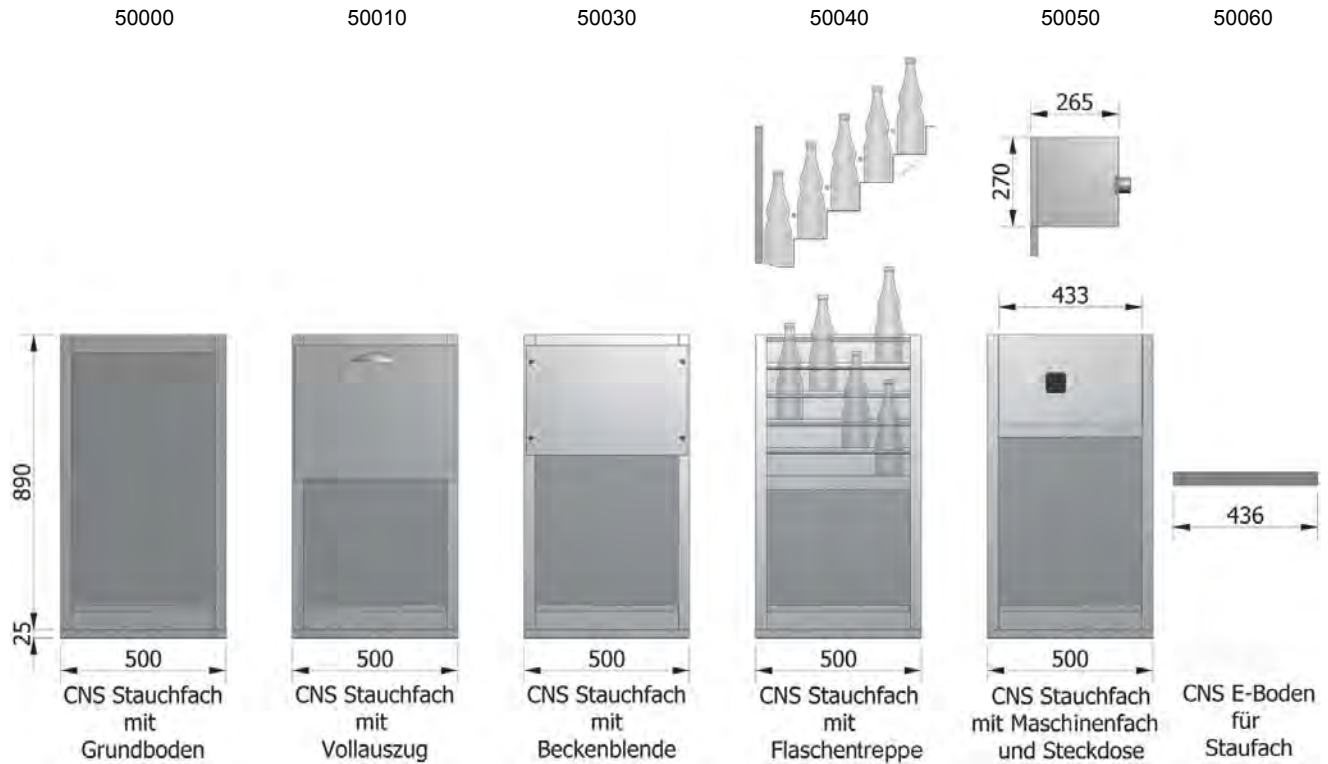 50000
50010
50030
50040
50050
50060
265
270
433
890
25
436
500
500
500
500
500
CNS Stauchfach
mit
Grundboden
CNS Stauchfach
mit
Vollauszug
CNS Stauchfach
mit
Beckenblende
CNS Stauchfach
mit
Flaschentreppe
CNS Stauchfach
mit Maschinenfach
und Steckdose
CNS E-Boden
für
Staufach